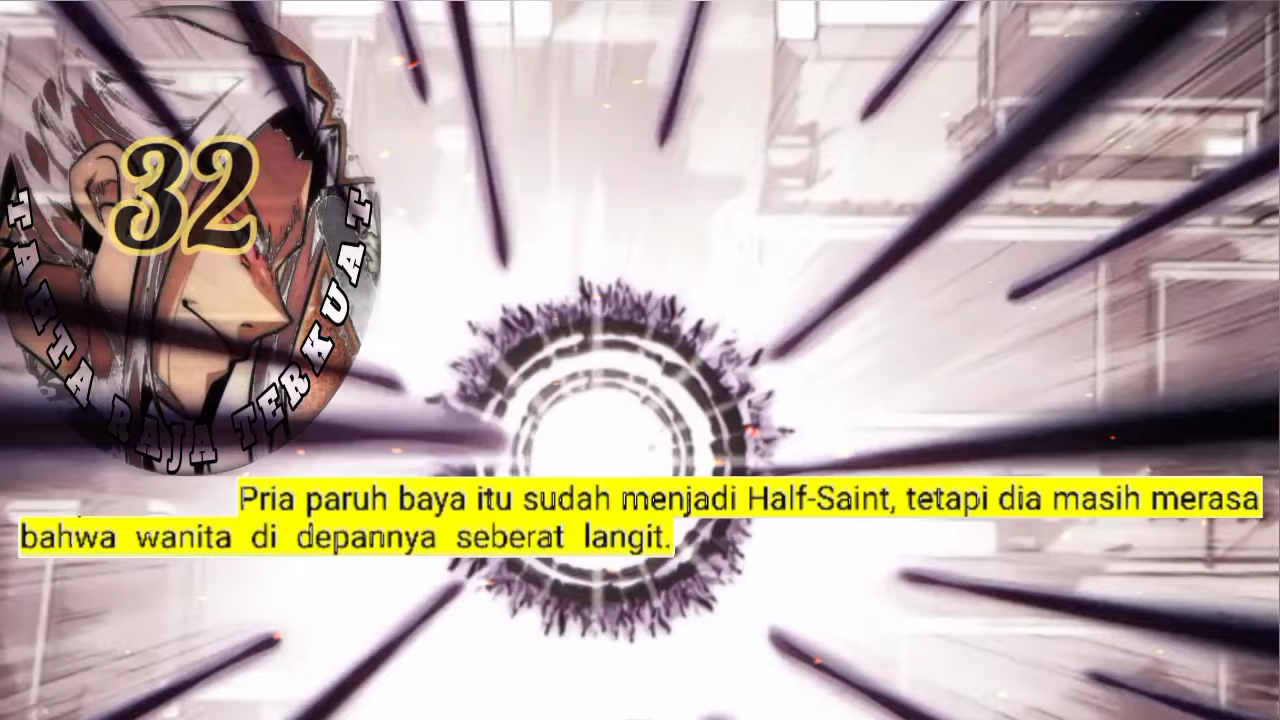 32
TAHTA RAJA TERKUAT
Pria paruh baya itu sudah menjadi Half-Saint, tetapi dia masih merasa
bahwa wanita di depannya seberat langit.